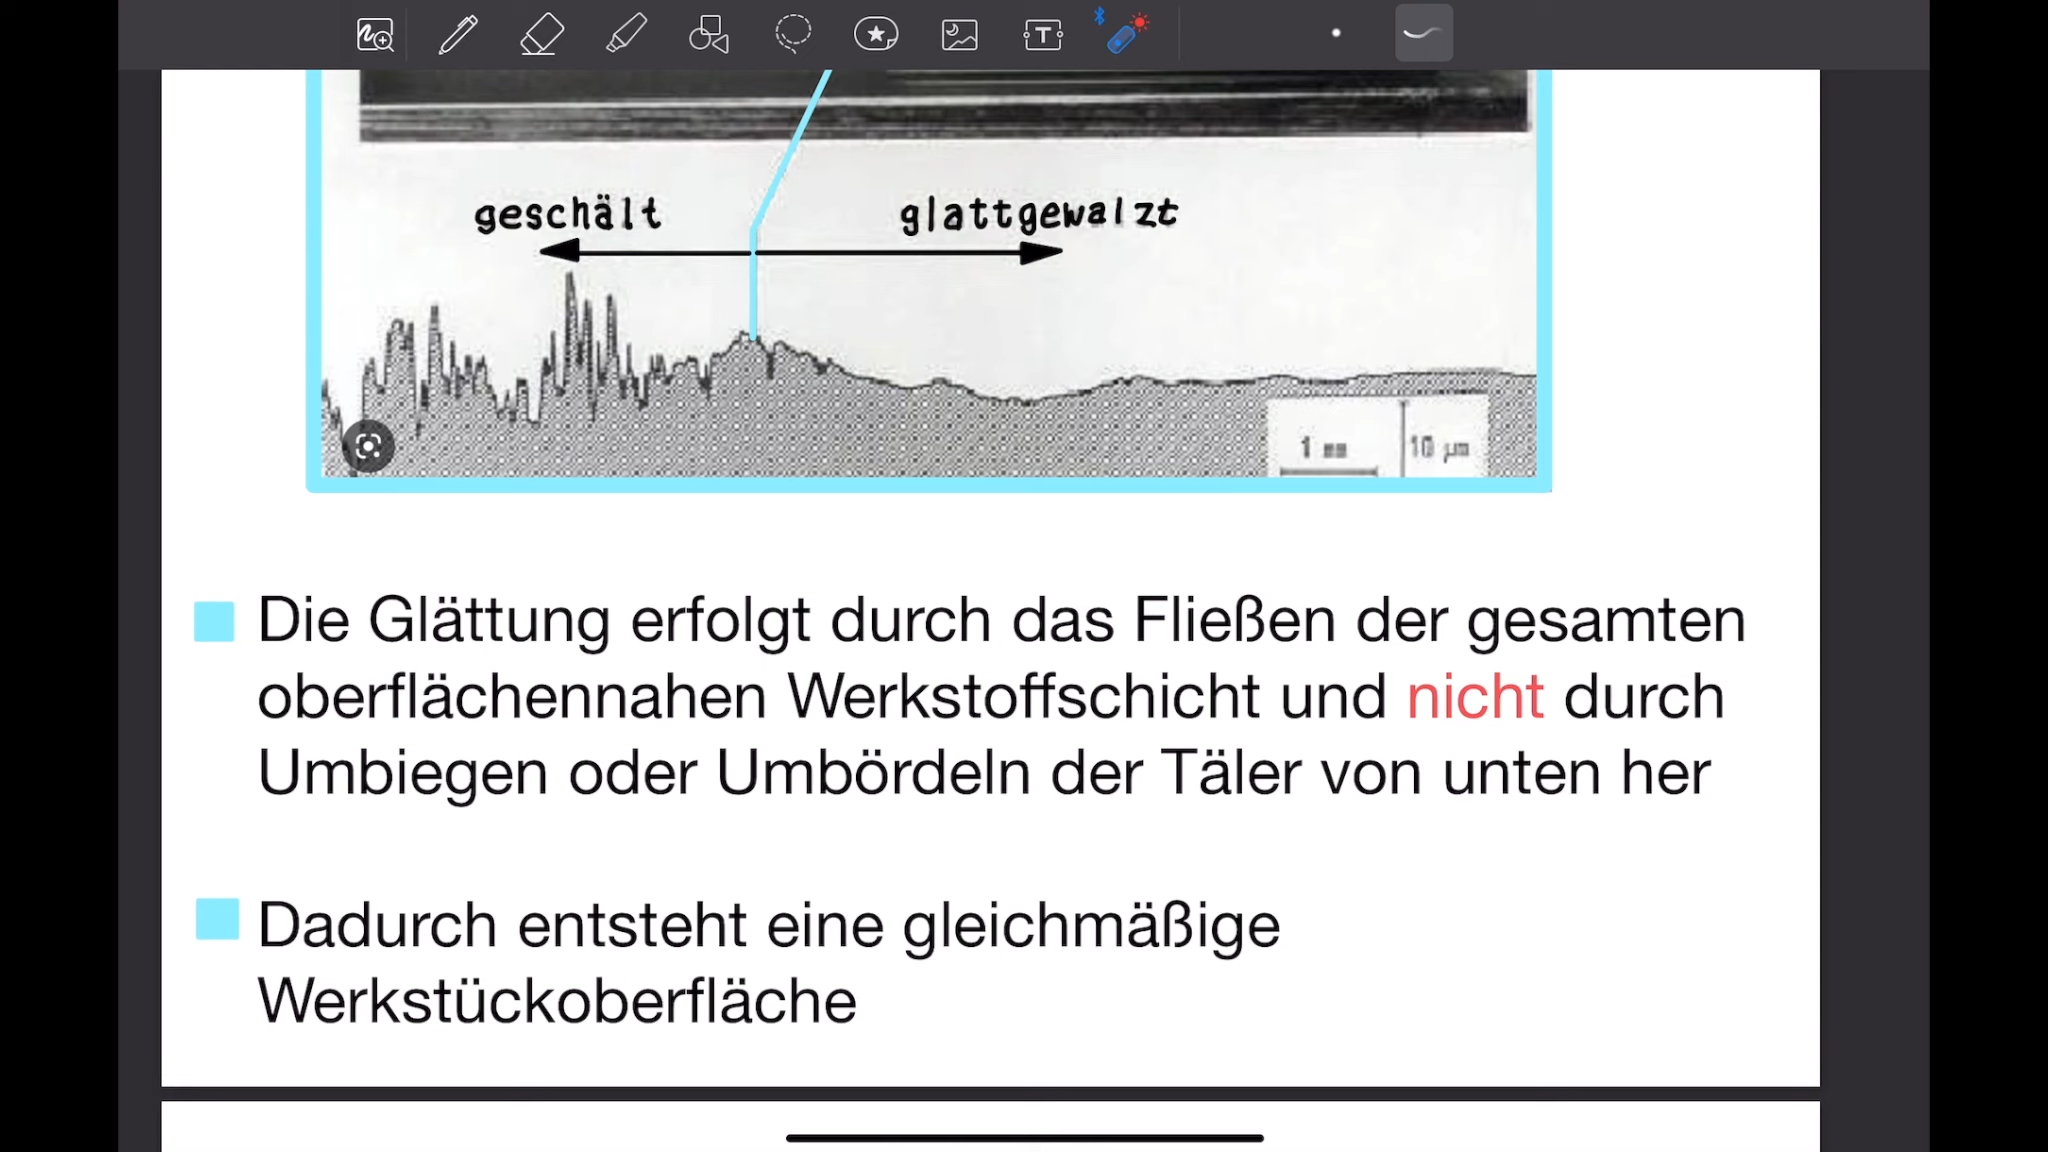 geschält glattgewalzt
1 mm 10 µm
Die Glättung erfolgt durch das Fließen der gesamten
oberflächennahen Werkstoffschicht und nicht durch
Umbiegen oder Umbördeln der Täler von unten her
Dadurch entsteht eine gleichmäßige
Werkstückoberfläche